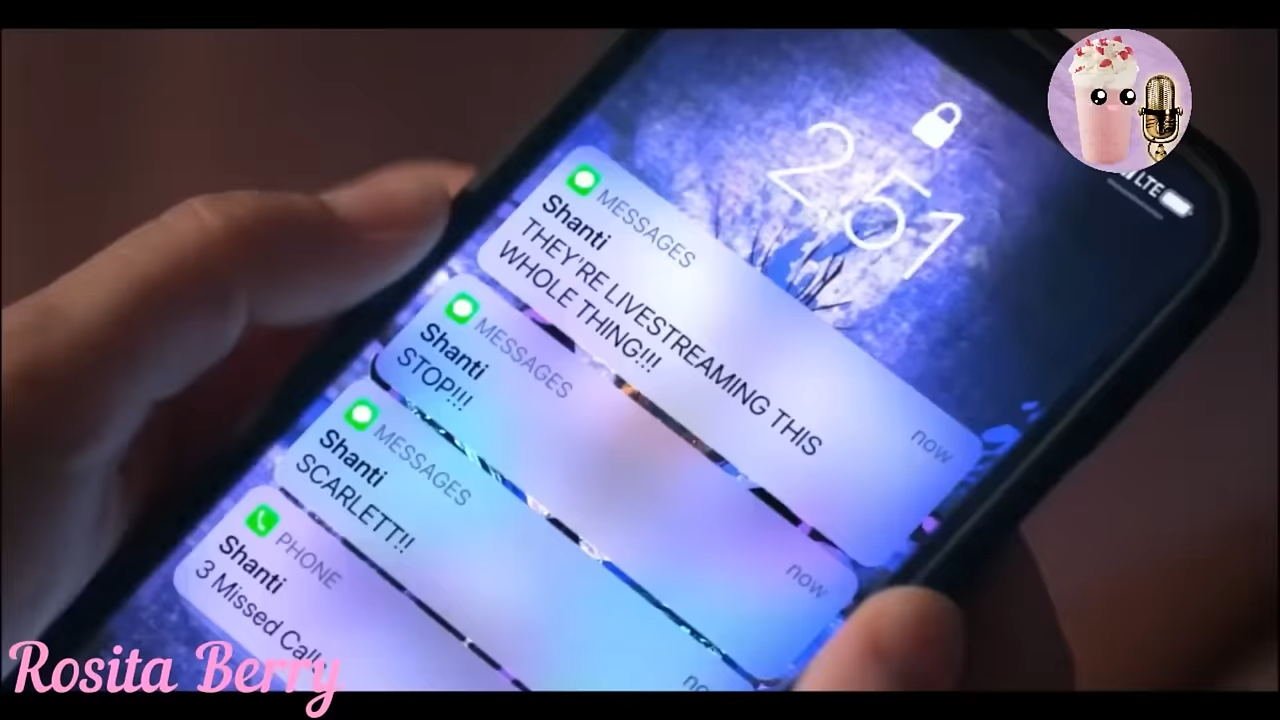 2:51
LTE
MESSAGES
now
Shanti
THEY'RE LIVESTREAMING THIS
WHOLE THING!!!
MESSAGES
now
Shanti
STOP!!!
MESSAGES
Shanti
SCARLETT!!
PHONE
Shanti
3 Missed Call
Rosita Berry